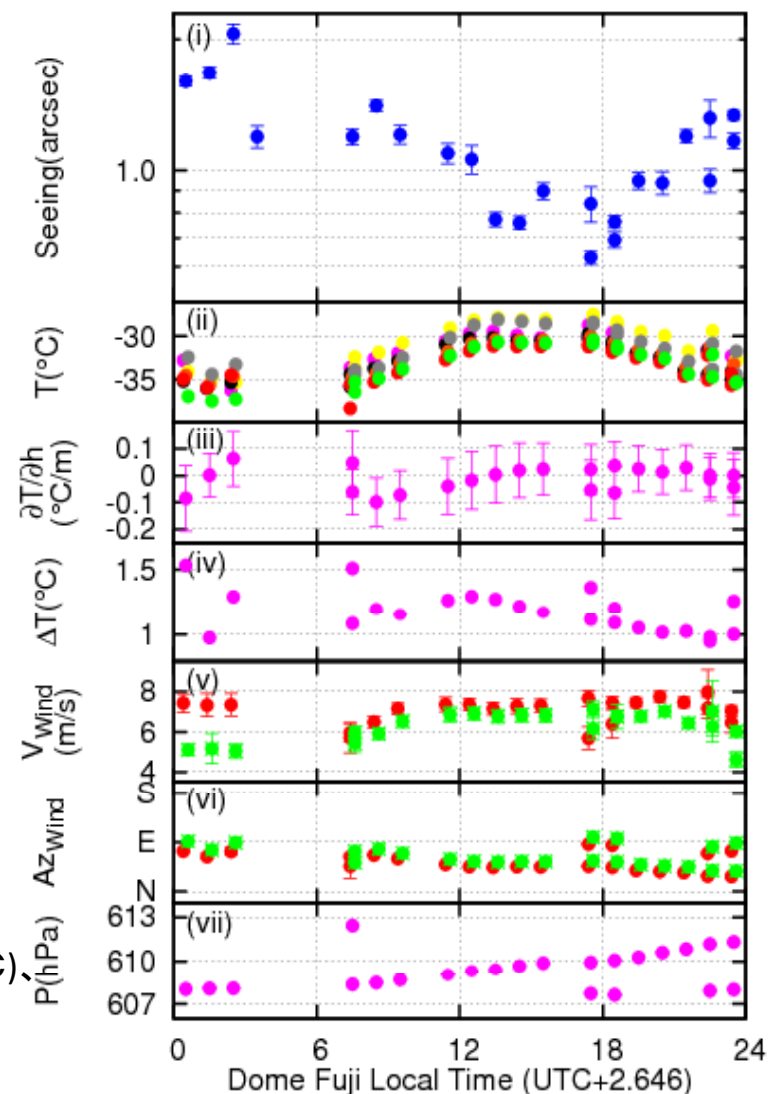 (i)
Seeing(arcsec)
1.0
(ii)
T(°C)
-30
-35
(iii)
∂T/∂h
(°C/m)
0.1
0
-0.1
-0.2
(iv)
ΔT(°C)
1.5
1
(v)
VWind
(m/s)
8
6
4
(vi)
AzWind
S
E
N
(vii)
P(hPa)
613
610
607
)、
0 6 12 18 24
Dome Fuji Local Time (UTC+2.646)